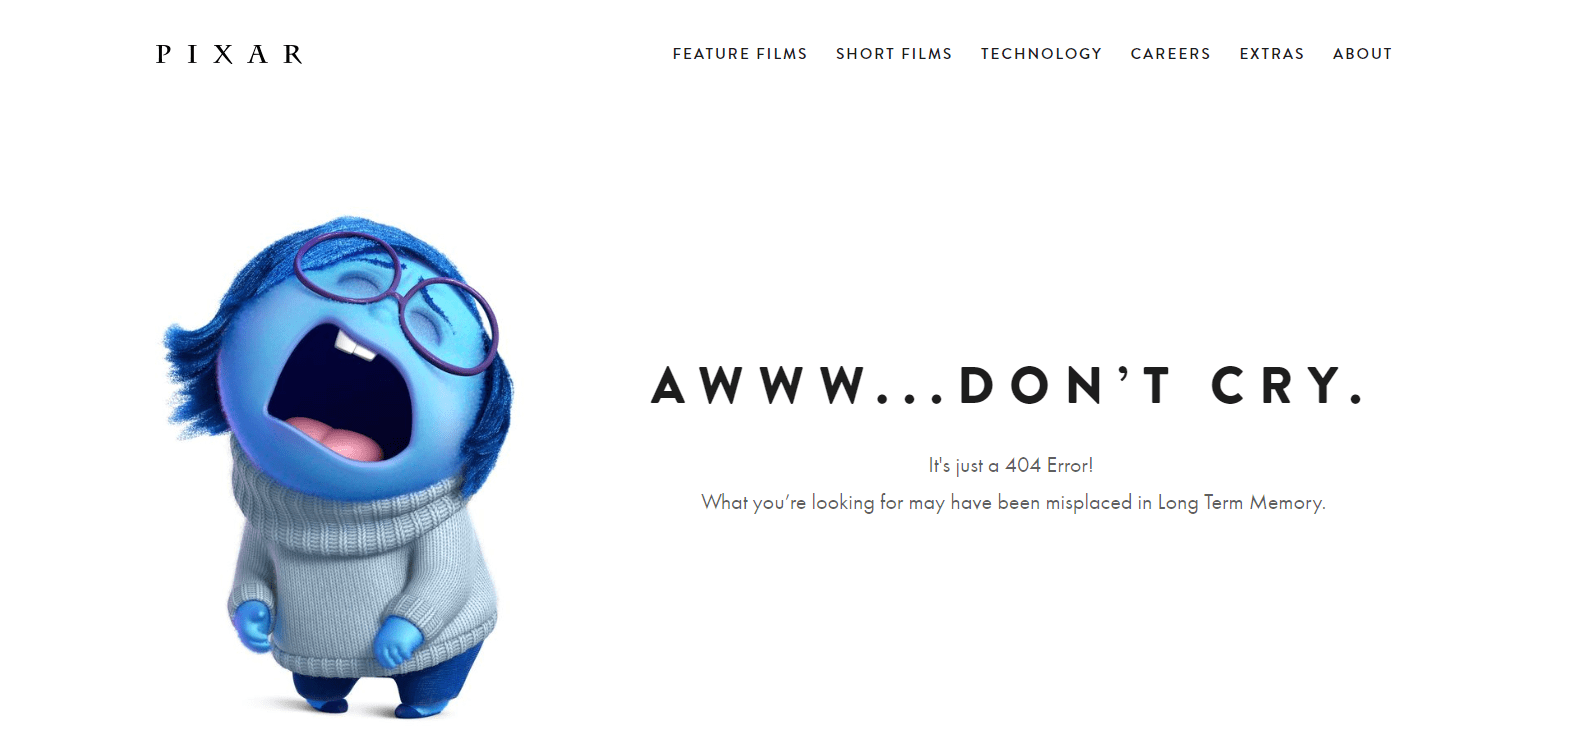 PIXAR
FEATURE FILMS SHORT FILMS TECHNOLOGY CAREERS EXTRAS ABOUT
AWWW...DON’T CRY.
It's just a 404 Error!
What you’re looking for may have been misplaced in Long Term Memory.